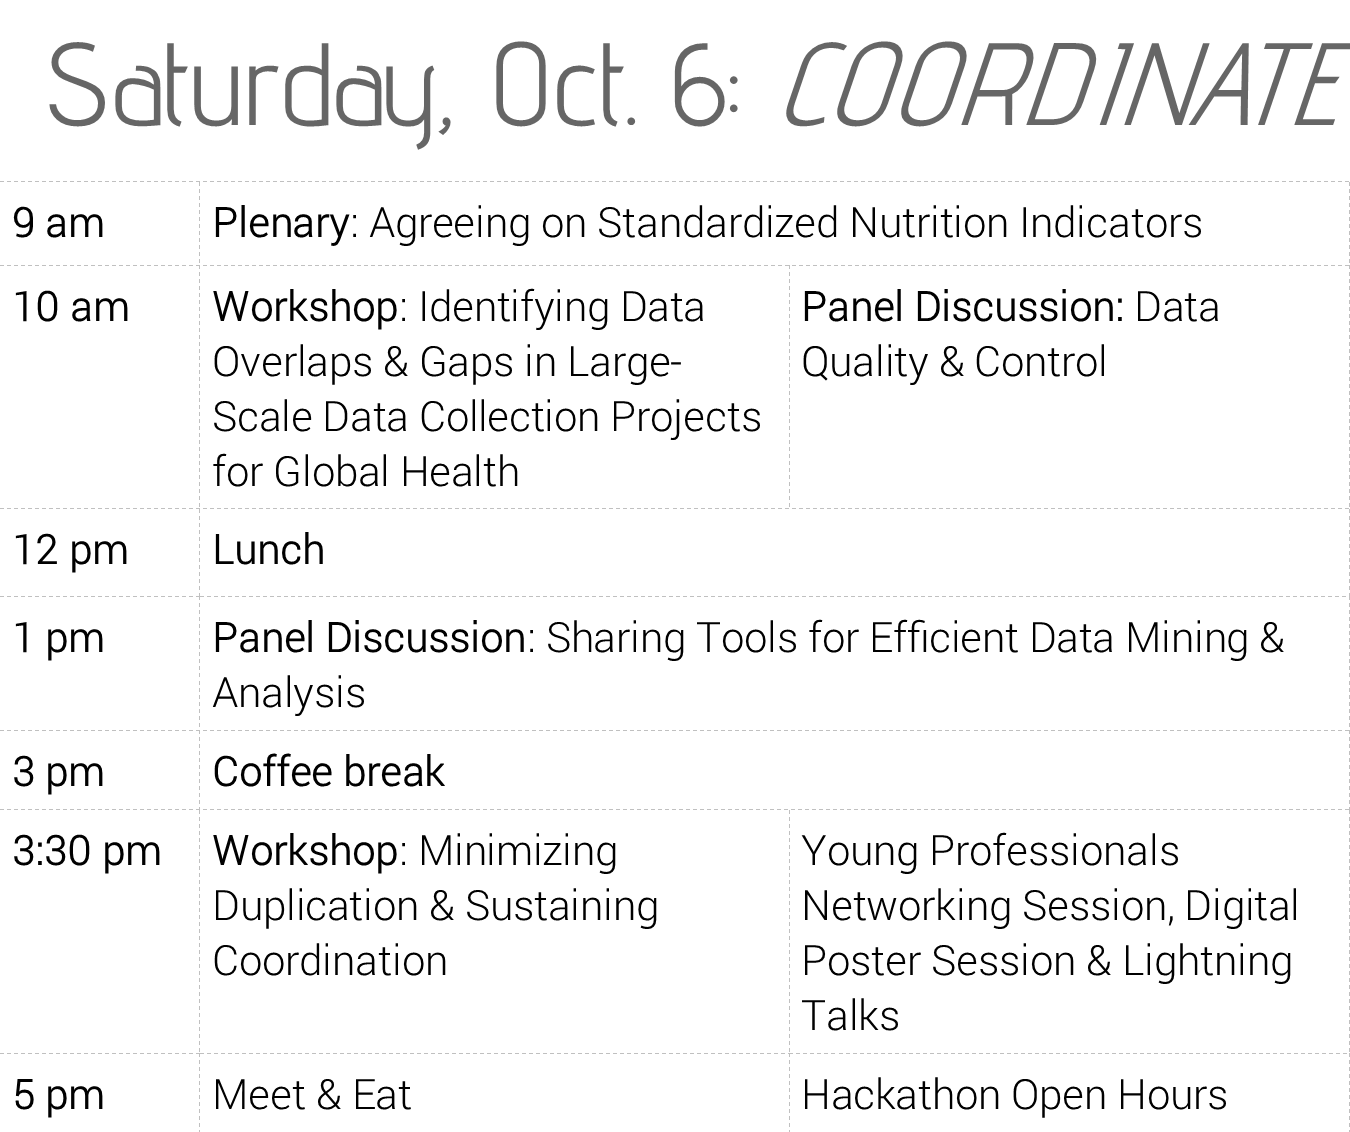 Saturday, Oct. 6: COORDINATE
9 am
Plenary: Agreeing on Standardized Nutrition Indicators
10 am
Workshop: Identifying Data
Overlaps & Gaps in Large-
Scale Data Collection Projects
for Global Health
Panel Discussion: Data
Quality & Control
12 pm
Lunch
1 pm
Panel Discussion: Sharing Tools for Efficient Data Mining &
Analysis
3 pm
Coffee break
3:30 pm
Workshop: Minimizing
Duplication & Sustaining
Coordination
Young Professionals
Networking Session, Digital
Poster Session & Lightning
Talks
5 pm
Meet & Eat
Hackathon Open Hours